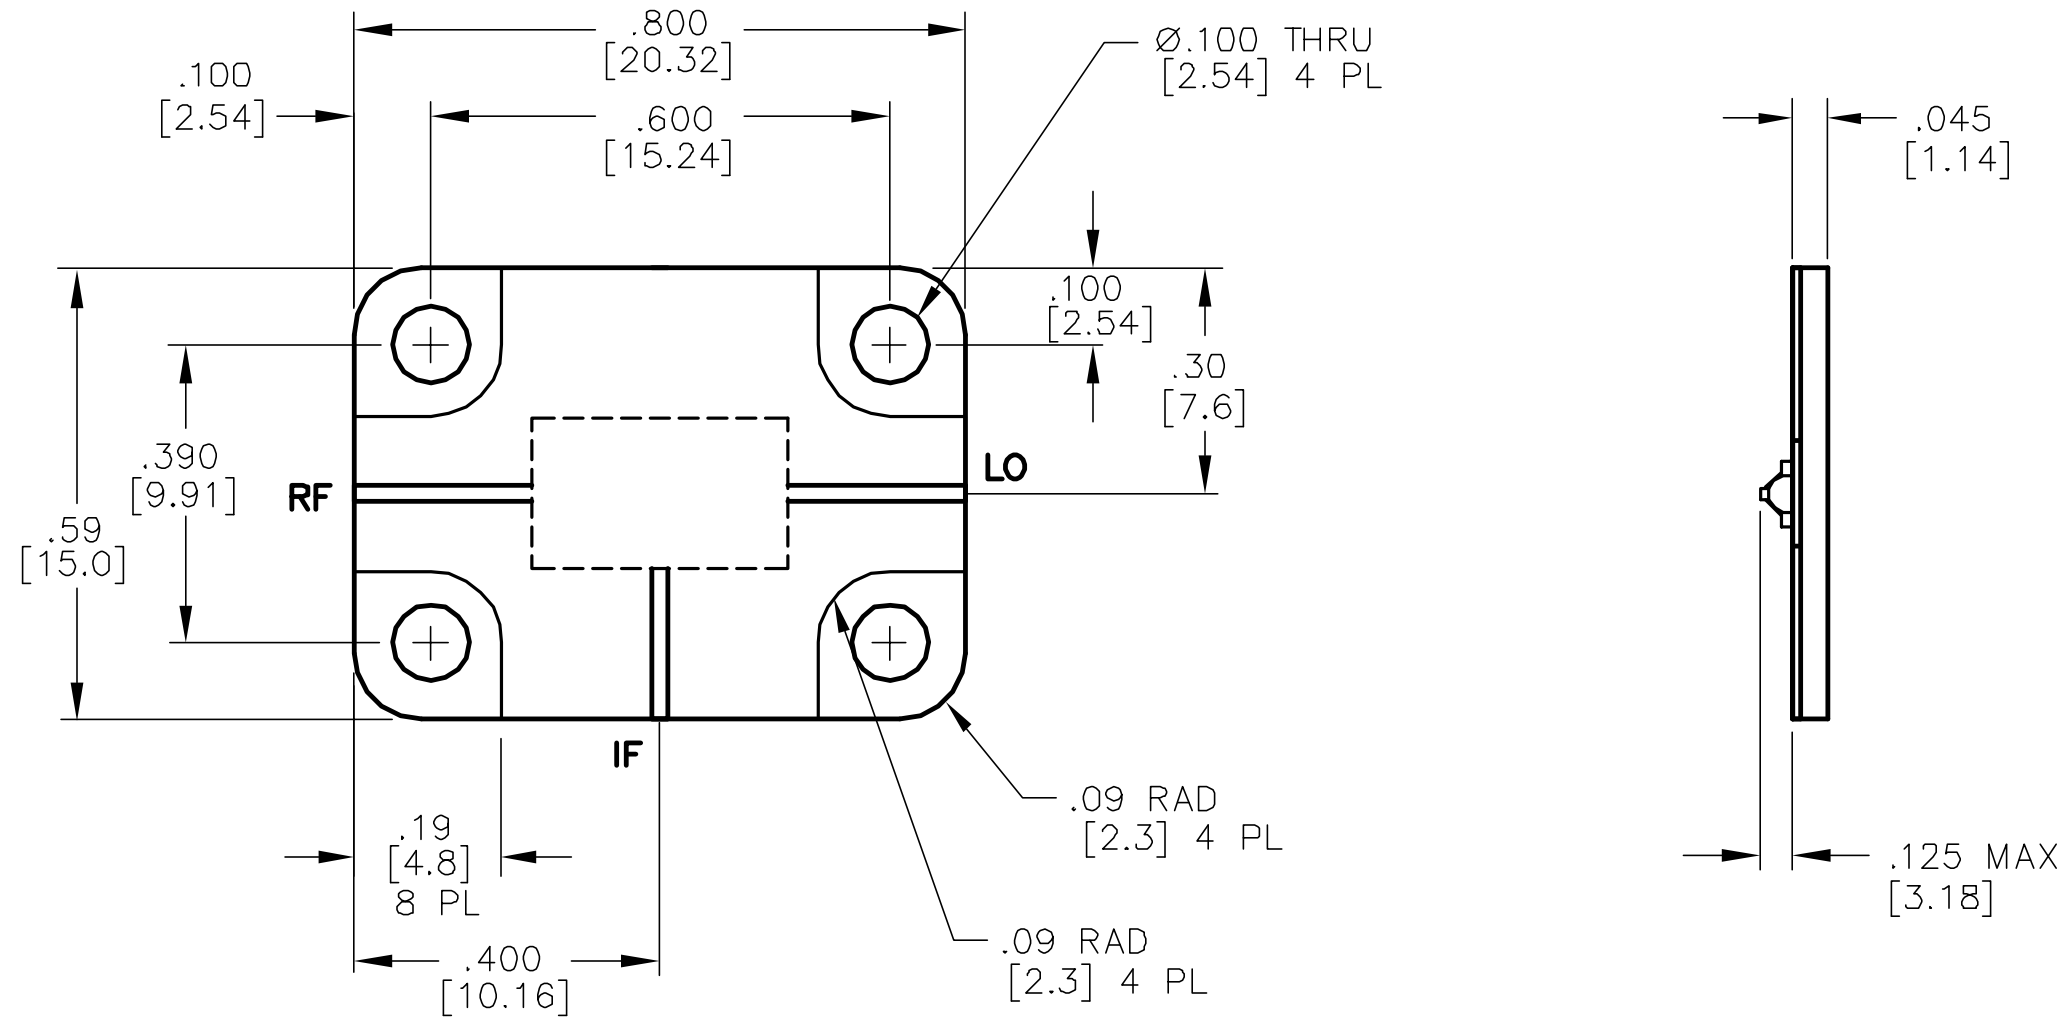 .800
[20.32]
.100
[2.54]
.600
[15.24]
Ø.100 THRU
[2.54] 4 PL
.045
[1.14]
.100
[2.54]
.30
[7.6]
.390
[9.91]
.59
[15.0]
RF
LO
IF
.19
[4.8]
8 PL
.400
[10.16]
.09 RAD
[2.3] 4 PL
.09 RAD
[2.3] 4 PL
.125 MAX
[3.18]